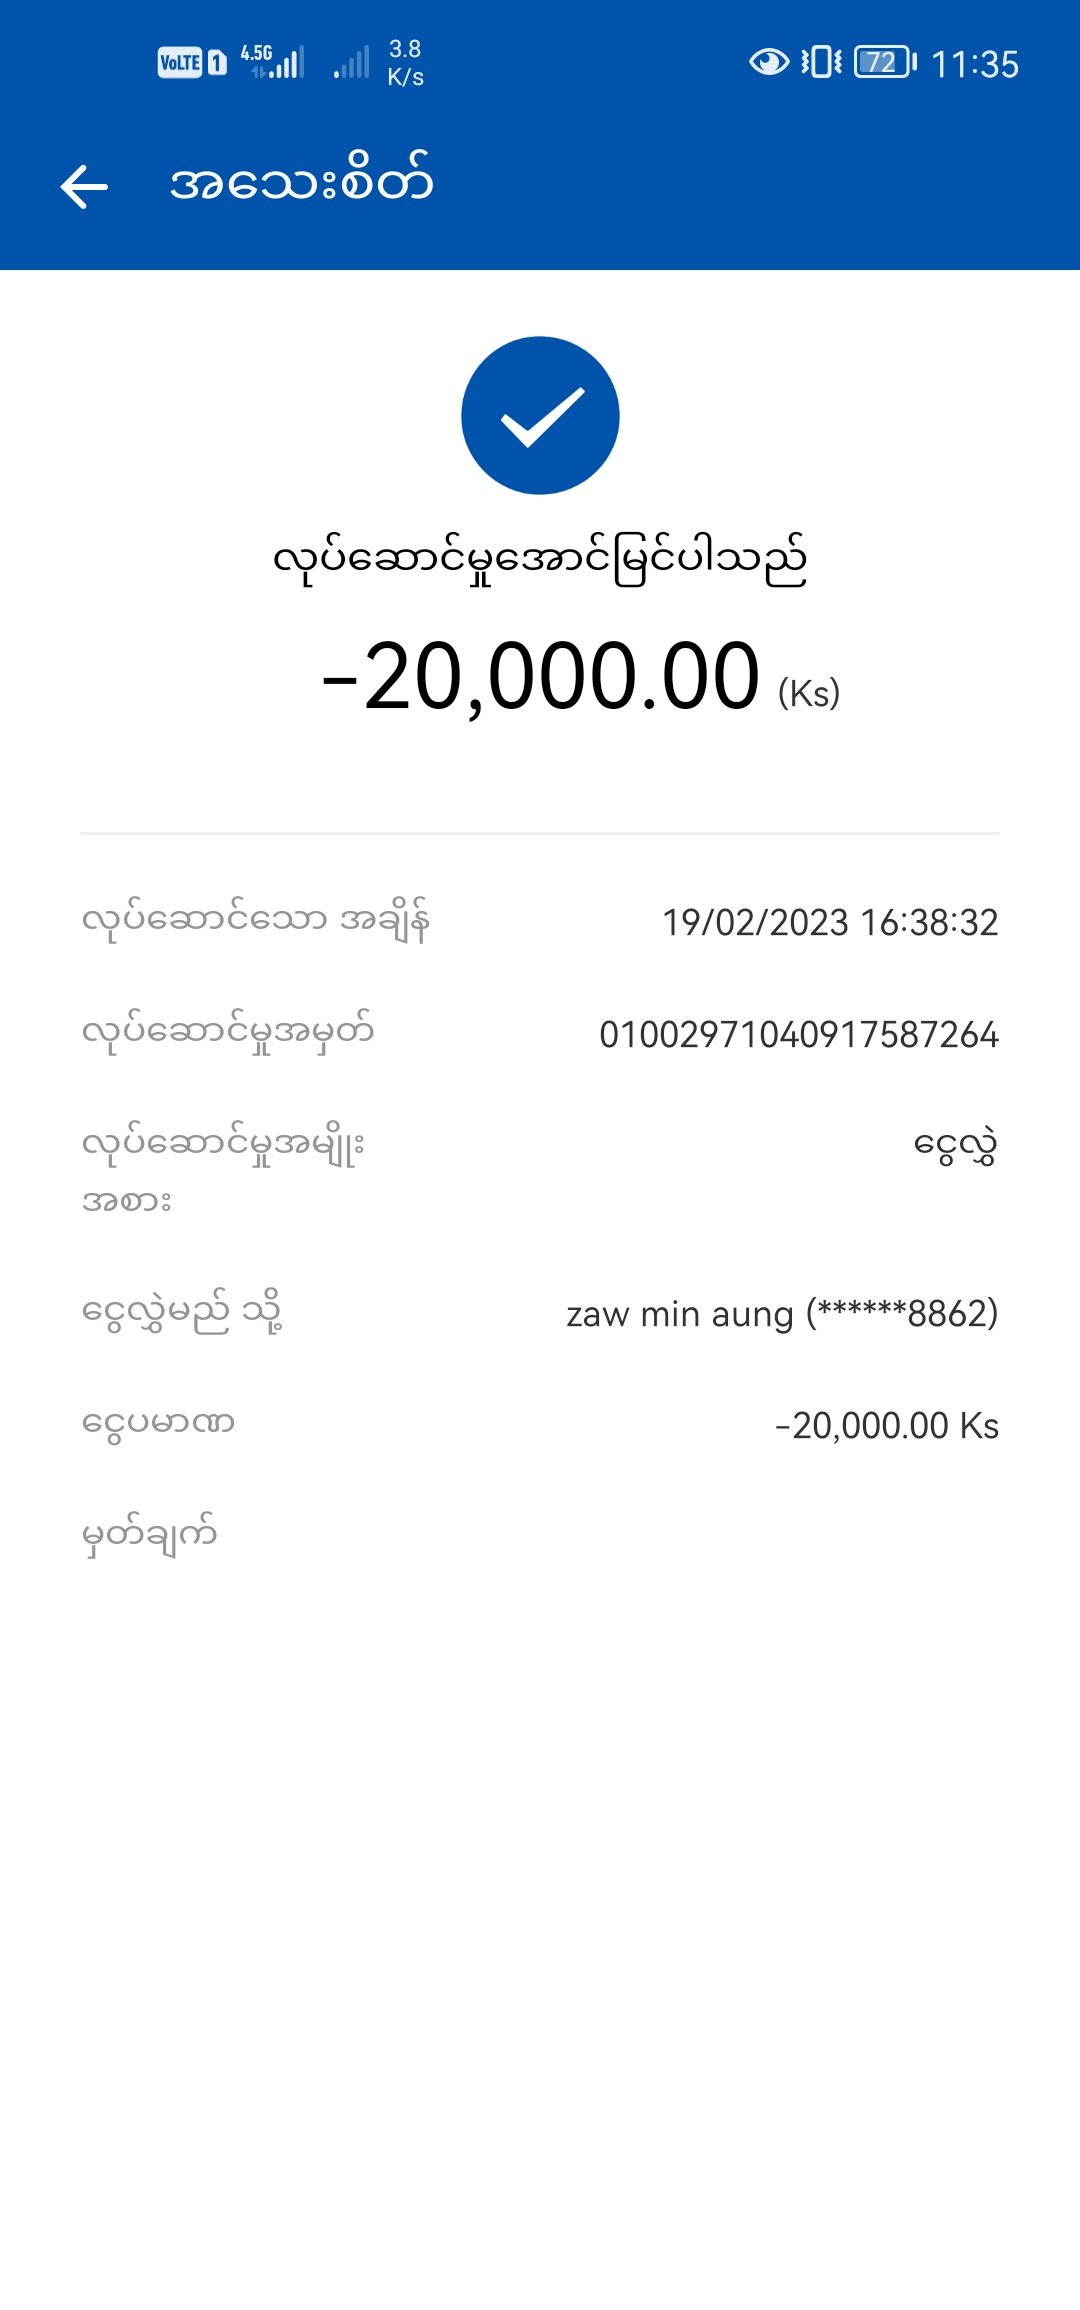 VoLTE 1 4.5G 3.8 K/s 72 11:35
အသေးစိတ်
လုပ်ဆောင်မှုအောင်မြင်ပါသည်
-20,000.00 (Ks)
လုပ်ဆောင်သော အချိန် 19/02/2023 16:38:32
လုပ်ဆောင်မှုအမှတ် 01002971040917587264
လုပ်ဆောင်မှုအမျိုး ငွေလွှဲ
အစား
ငွေလွှဲမည် သို့ zaw min aung (******8862)
ငွေပမာဏ -20,000.00 Ks
မှတ်ချက်